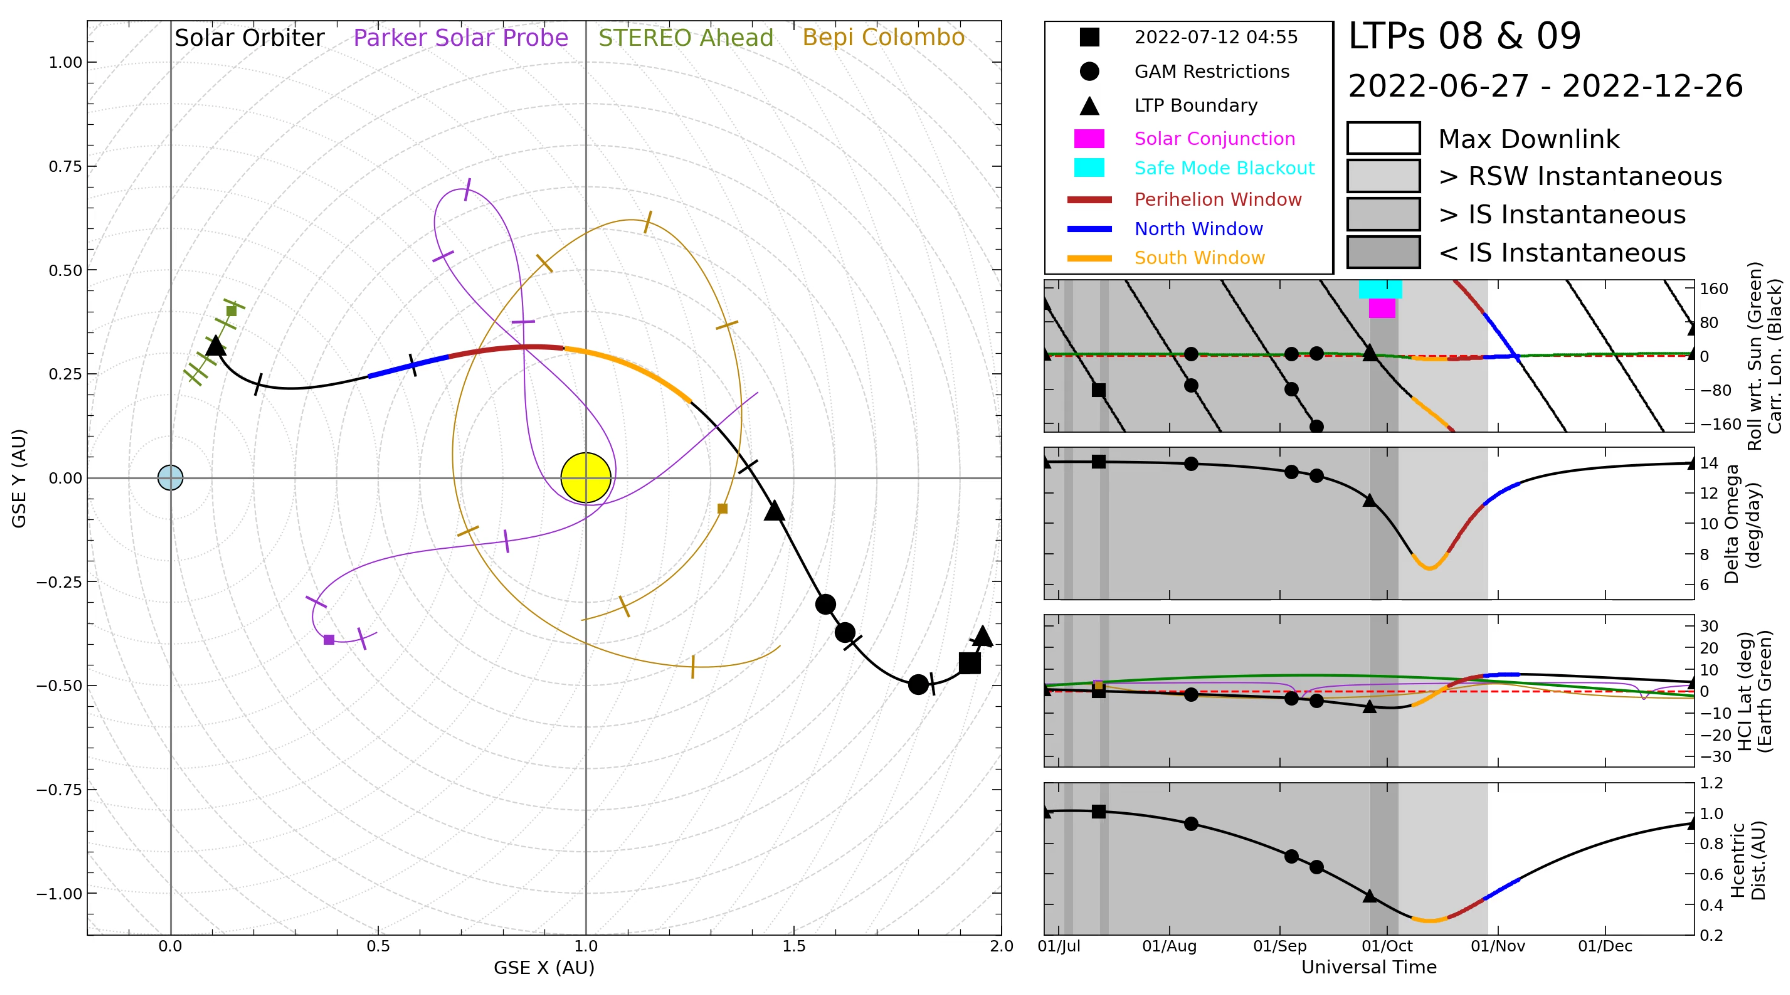 Solar Orbiter Parker Solar Probe STEREO Ahead Bepi Colombo
1.00
0.75
0.50
0.25
0.00
−0.25
−0.50
−0.75
−1.00
GSE Y (AU)
0.0 0.5 1.0 1.5 2.0
GSE X (AU)
2022-07-12 04:55
GAM Restrictions
LTP Boundary
Solar Conjunction
Safe Mode Blackout
Perihelion Window
North Window
South Window
LTPs 08 & 09
2022-06-27 - 2022-12-26
Max Downlink
> RSW Instantaneous
> IS Instantaneous
< IS Instantaneous
160
80
0
−80
−160
Roll wrt. Sun (Green)
Carr. Lon. (Black)
14
12
10
8
6
Delta Omega
(deg/day)
30
20
10
0
−10
−20
−30
HCI Lat (deg)
(Earth Green)
1.2
1.0
0.8
0.6
0.4
0.2
Hcentric
Dist.(AU)
01/Jul 01/Aug 01/Sep 01/Oct 01/Nov 01/Dec
Universal Time